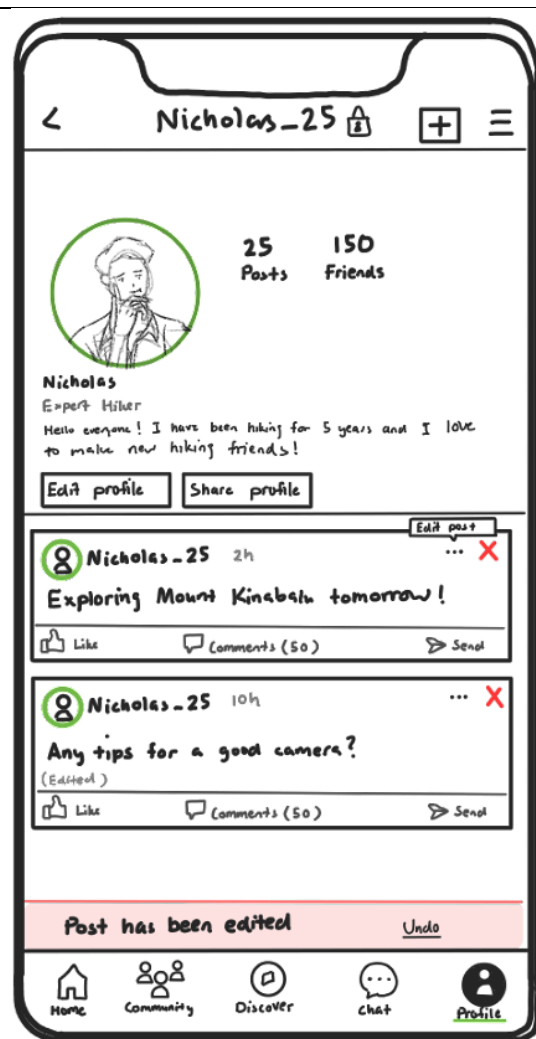 Nicholas_25
25 150
Posts Friends
Nicholas
Expert Hiker
Hello everyone! I have been hiking for 5 years and I love
to make new hiking friends!
Edit profile Share profile
Edit post
Nicholas_25 2h ...
Exploring Mount Kinabalu tomorrow!
Like Comments (50) Send
Nicholas_25 10h ...
Any tips for a good camera?
(Edited)
Like Comments (50) Send
Post has been edited Undo
Home Community Discover Chat Profile